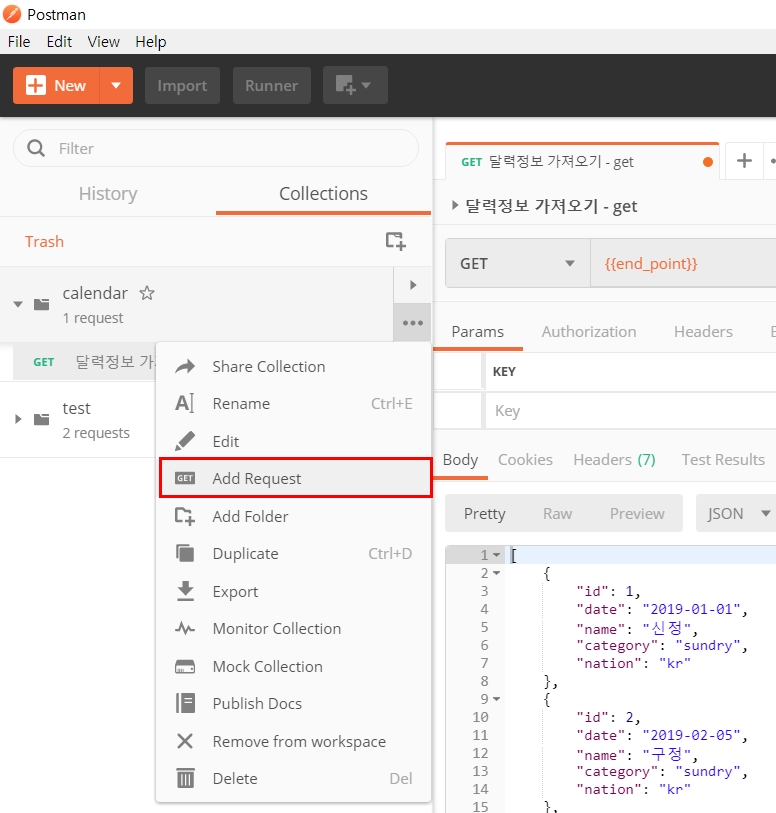 Postman
File Edit View Help
New Import Runner
Filter
History Collections
Trash
calendar
1 request
GET 달력정보 가
test
2 requests
Share Collection
Rename Ctrl+E
Edit
GET Add Request
Add Folder
Duplicate Ctrl+D
Export
Monitor Collection
Mock Collection
Publish Docs
Remove from workspace
Delete Del
GET 달력정보 가져오기 - get
달력정보 가져오기 - get
GET {{end_point}}
Params Authorization Headers
KEY
Key
Body Cookies Headers (7) Test Results
Pretty Raw Preview JSON
1 [
2 {
3 "id": 1,
4 "date": "2019-01-01",
5 "name": "신정",
6 "category": "sundry",
7 "nation": "kr"
8 },
9 {
10 "id": 2,
11 "date": "2019-02-05",
12 "name": "구정",
13 "category": "sundry",
14 "nation": "kr"
15 },